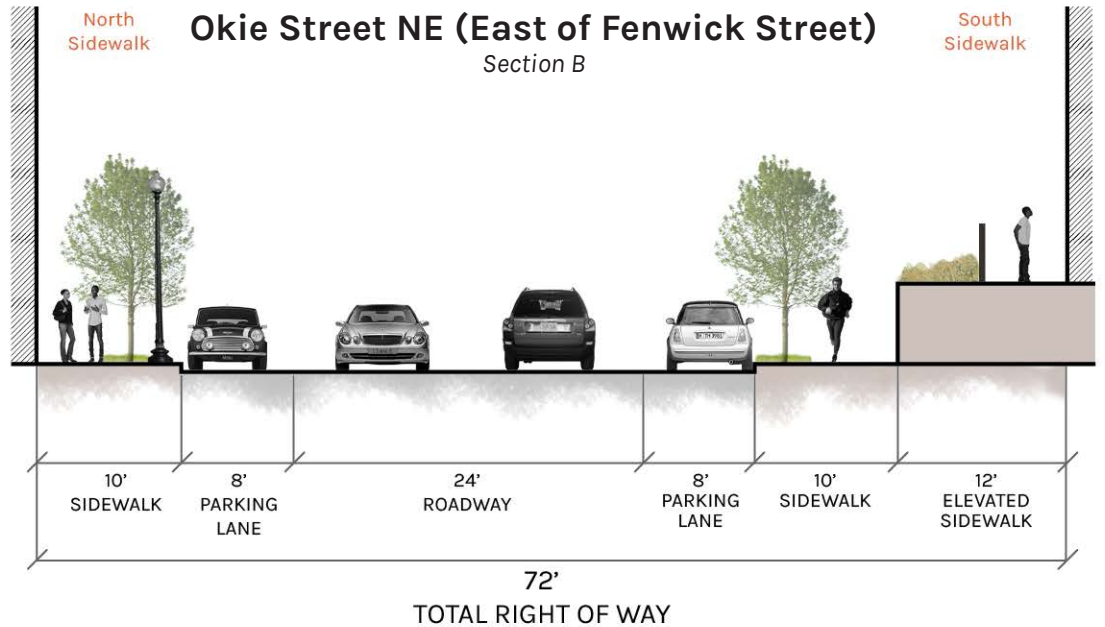 North
Sidewalk
Okie Street NE (East of Fenwick Street)
Section B
South
Sidewalk
10’
SIDEWALK
8’
PARKING
LANE
24’
ROADWAY
8’
PARKING
LANE
10’
SIDEWALK
12’
ELEVATED
SIDEWALK
72’
TOTAL RIGHT OF WAY